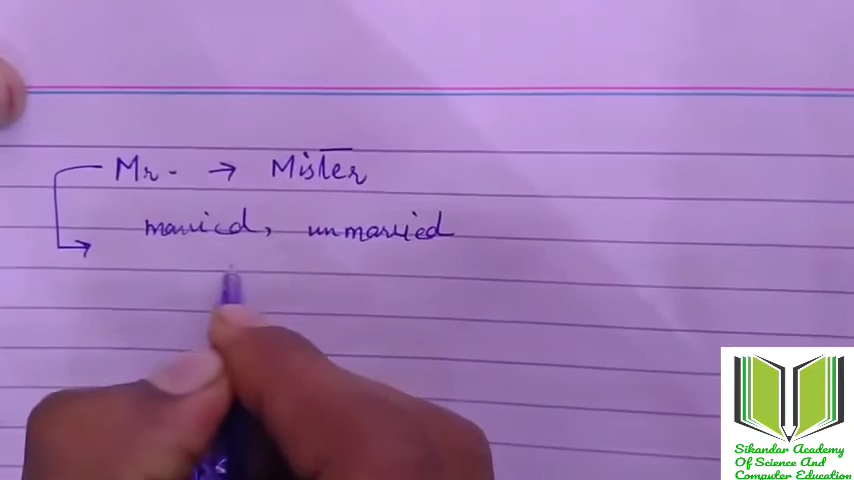 Mr. → Mister
married, unmarried
Sikandar Academy
Of Science And
Computer Education